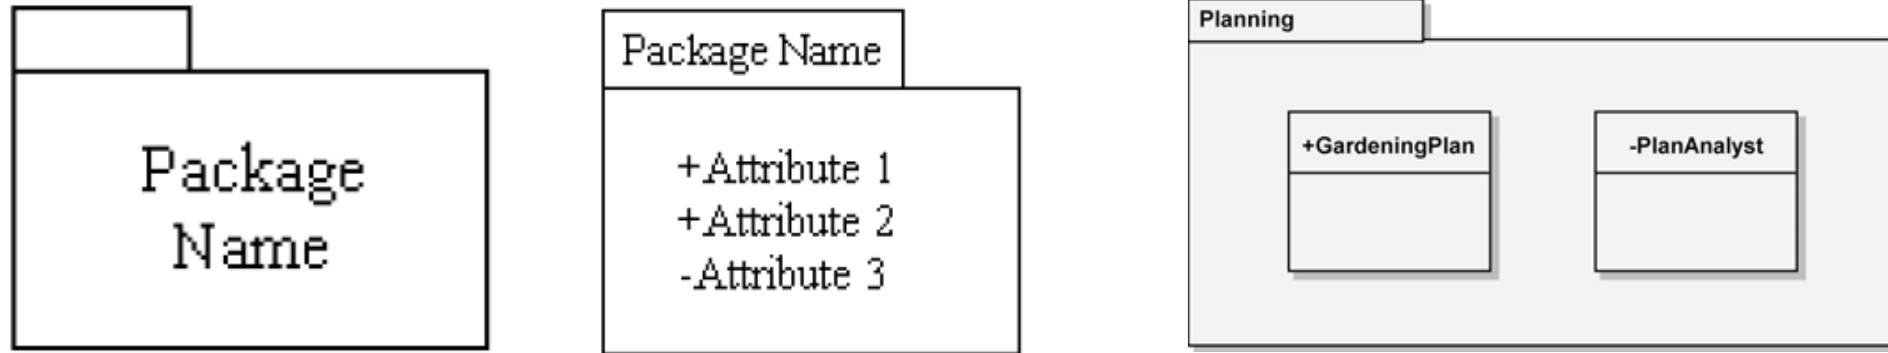 Package
Name
Package Name
+Attribute 1
+Attribute 2
-Attribute 3
Planning
+GardeningPlan
-PlanAnalyst